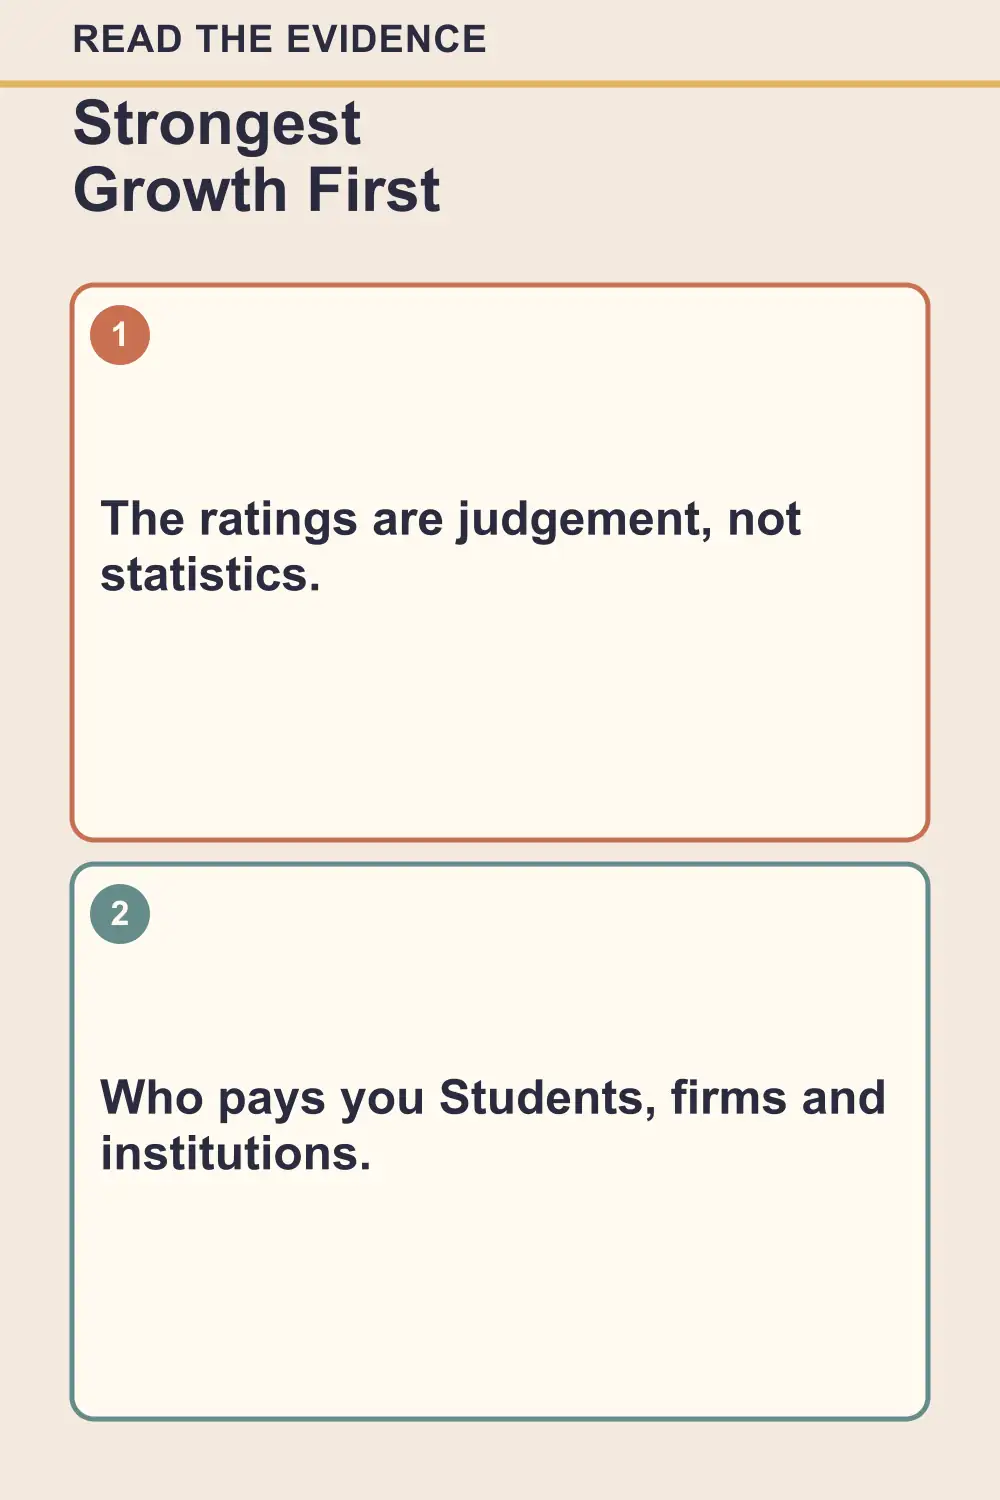 READ THE EVIDENCE
Strongest
Growth First
1
The ratings are judgement, not
statistics.
2
Who pays you Students, firms and
institutions.